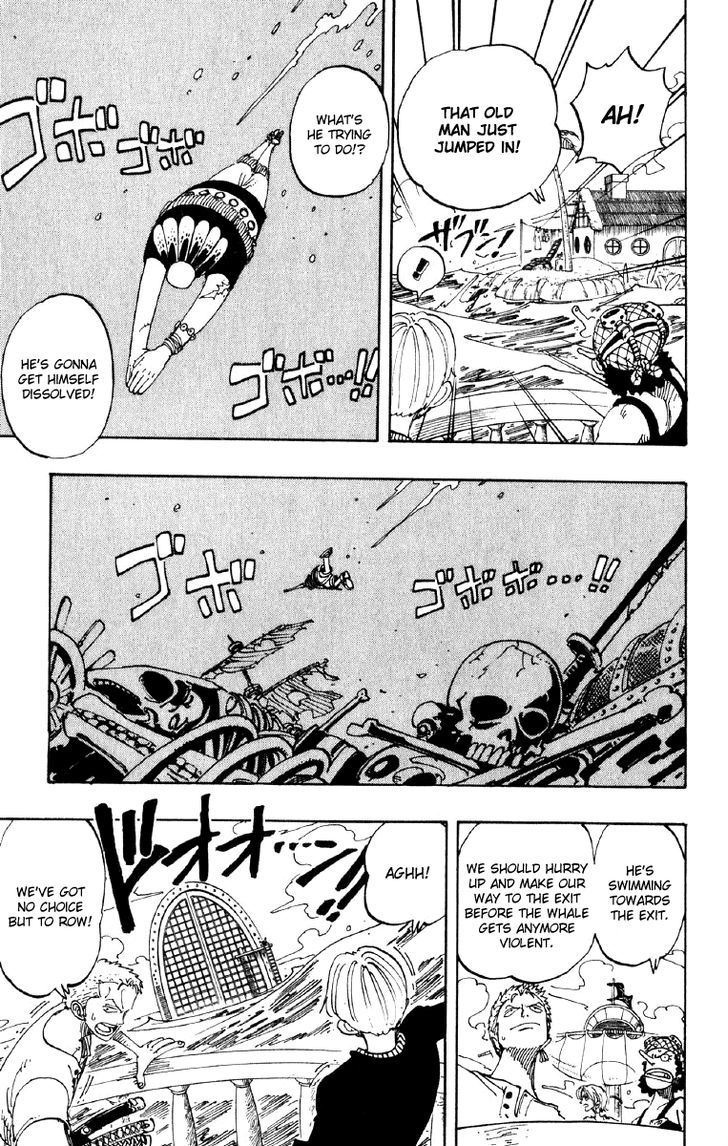 AH!
THAT OLD
MAN JUST
JUMPED IN!
ザブン!
!
WHAT'S
HE TRYING
TO DO!?
ゴボゴボ
ゴボ…!!
HE'S GONNA
GET HIMSELF
DISSOLVED!
ゴボ
ゴボボ…!!
HE'S
SWIMMING
TOWARDS
THE EXIT.
WE SHOULD HURRY
UP AND MAKE OUR
WAY TO THE EXIT
BEFORE THE WHALE
GETS ANYMORE
VIOLENT.
AGHH!
ドオオ…!!
WE'VE GOT
NO CHOICE
BUT TO ROW!